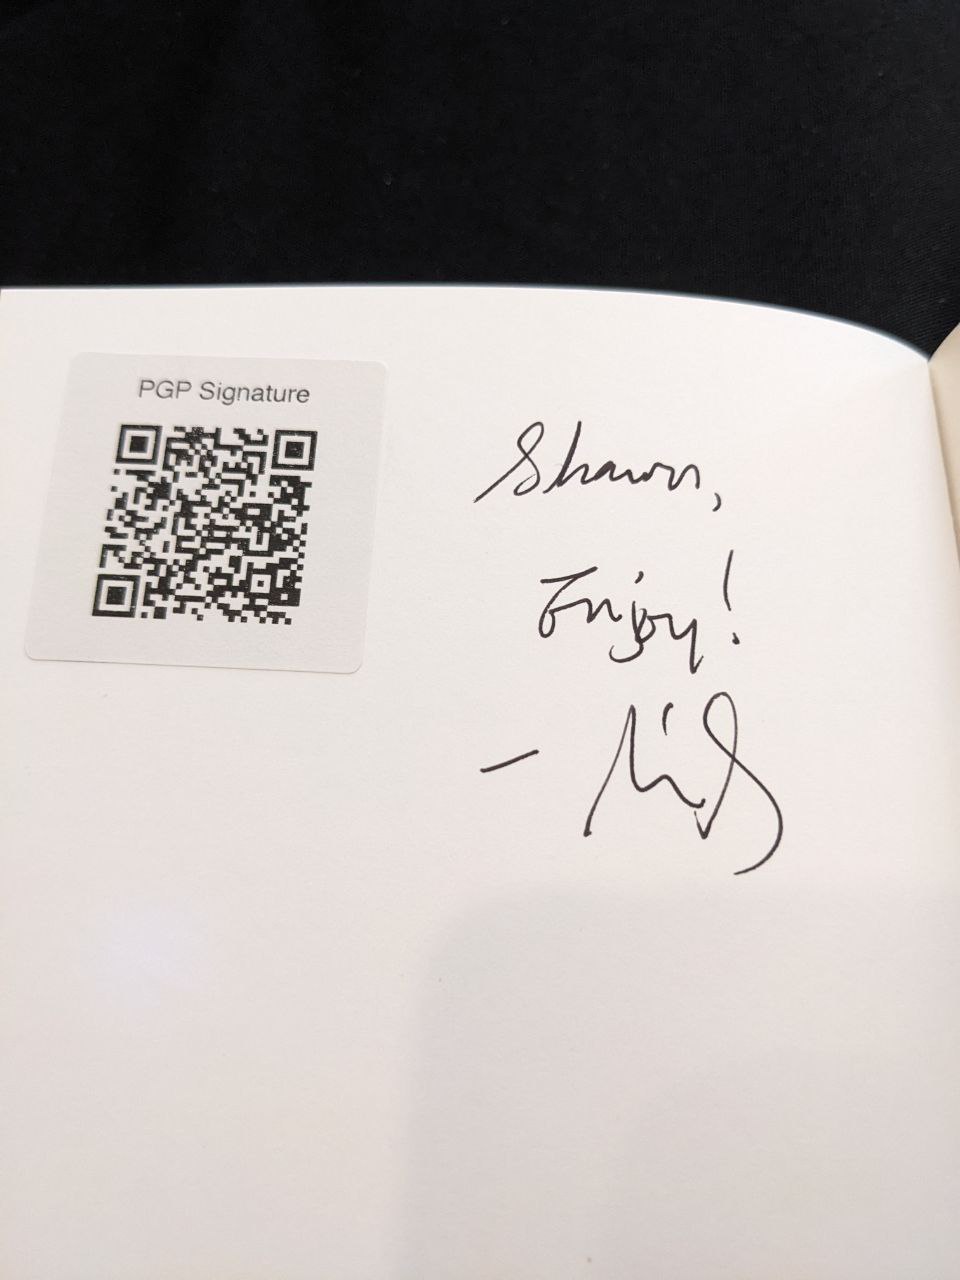 PGP Signature
Shawn,
Enjoy!